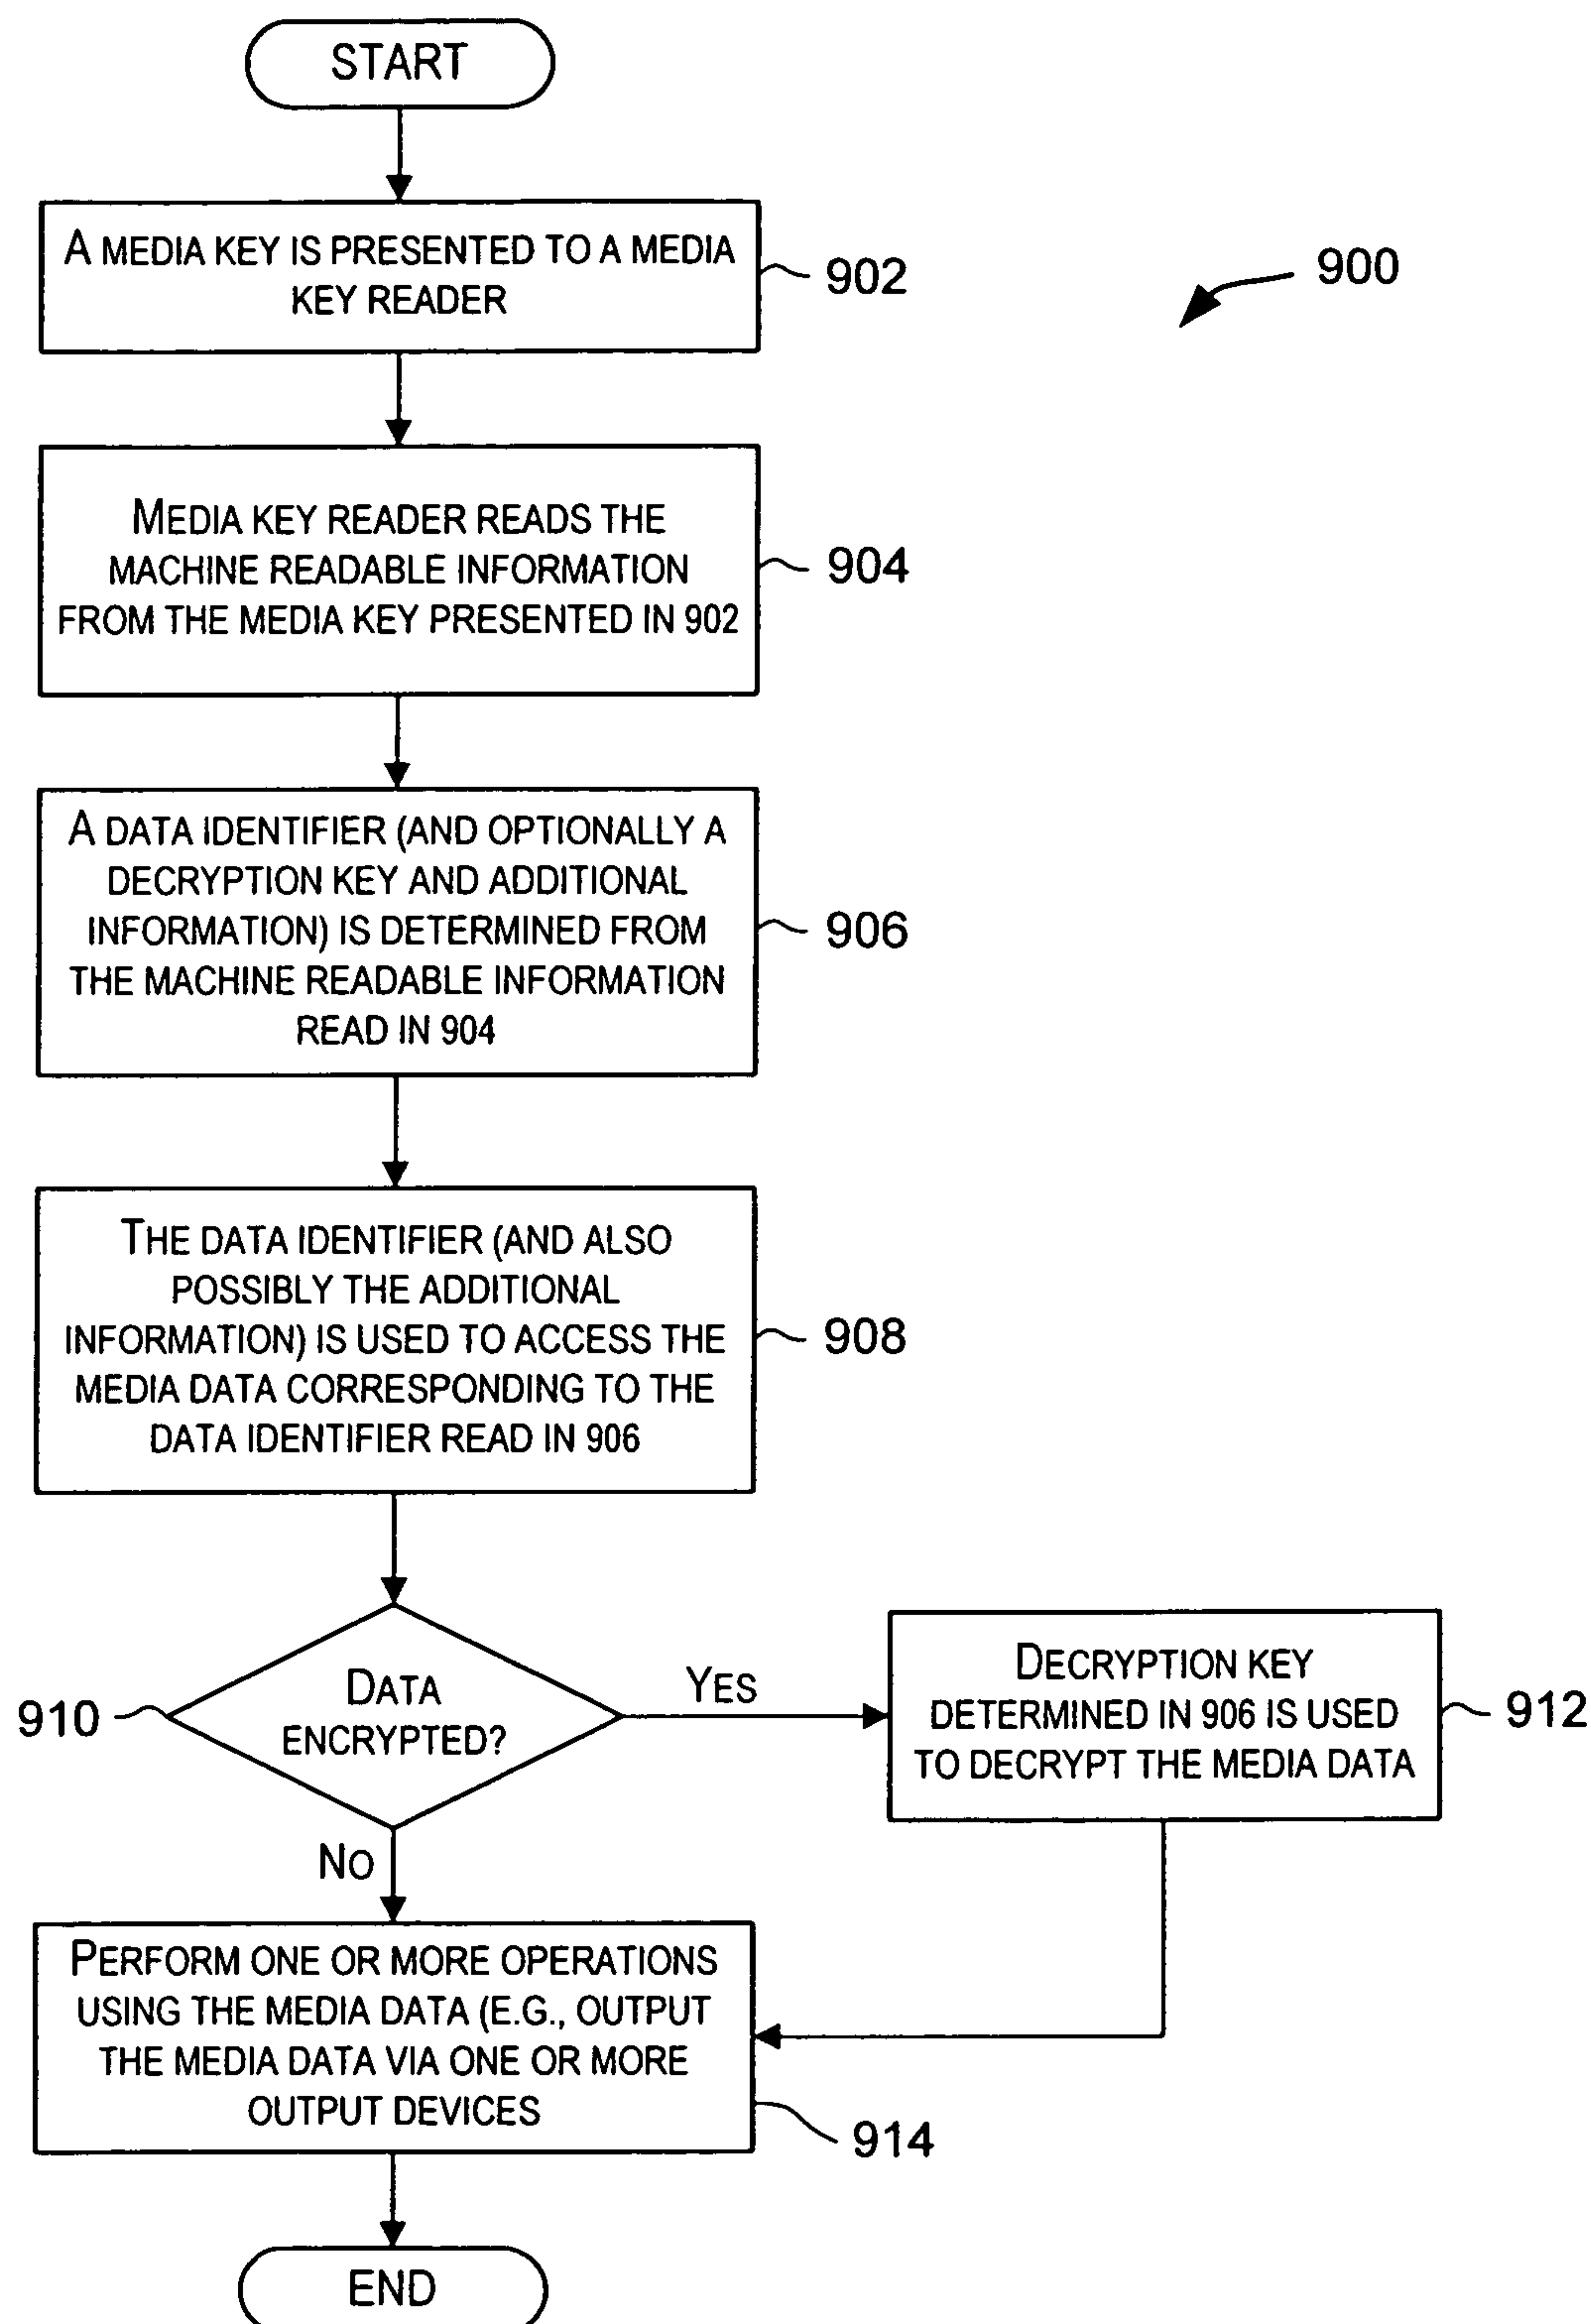 START
A MEDIA KEY IS PRESENTED TO A MEDIA
KEY READER
902
900
MEDIA KEY READER READS THE
MACHINE READABLE INFORMATION
FROM THE MEDIA KEY PRESENTED IN 902
904
A DATA IDENTIFIER (AND OPTIONALLY A
DECRYPTION KEY AND ADDITIONAL
INFORMATION) IS DETERMINED FROM
THE MACHINE READABLE INFORMATION
READ IN 904
906
THE DATA IDENTIFIER (AND ALSO
POSSIBLY THE ADDITIONAL
INFORMATION) IS USED TO ACCESS THE
MEDIA DATA CORRESPONDING TO THE
DATA IDENTIFIER READ IN 906
908
910
DATA
ENCRYPTED?
YES
DECRYPTION KEY
DETERMINED IN 906 IS USED
TO DECRYPT THE MEDIA DATA
912
NO
PERFORM ONE OR MORE OPERATIONS
USING THE MEDIA DATA (E.G., OUTPUT
THE MEDIA DATA VIA ONE OR MORE
OUTPUT DEVICES
914
END